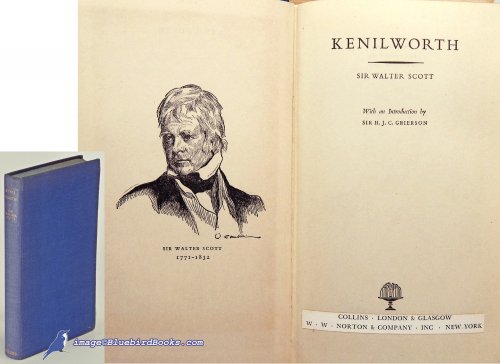 SIR WALTER SCOTT
1771-1832
KENILWORTH
SIR WALTER SCOTT
With an Introduction by
SIR H. J. C. GRIERSON
COLLINS · LONDON & GLASGOW
W · W · NORTON & COMPANY · INC · NEW YORK
image©BluebirdBooks.com